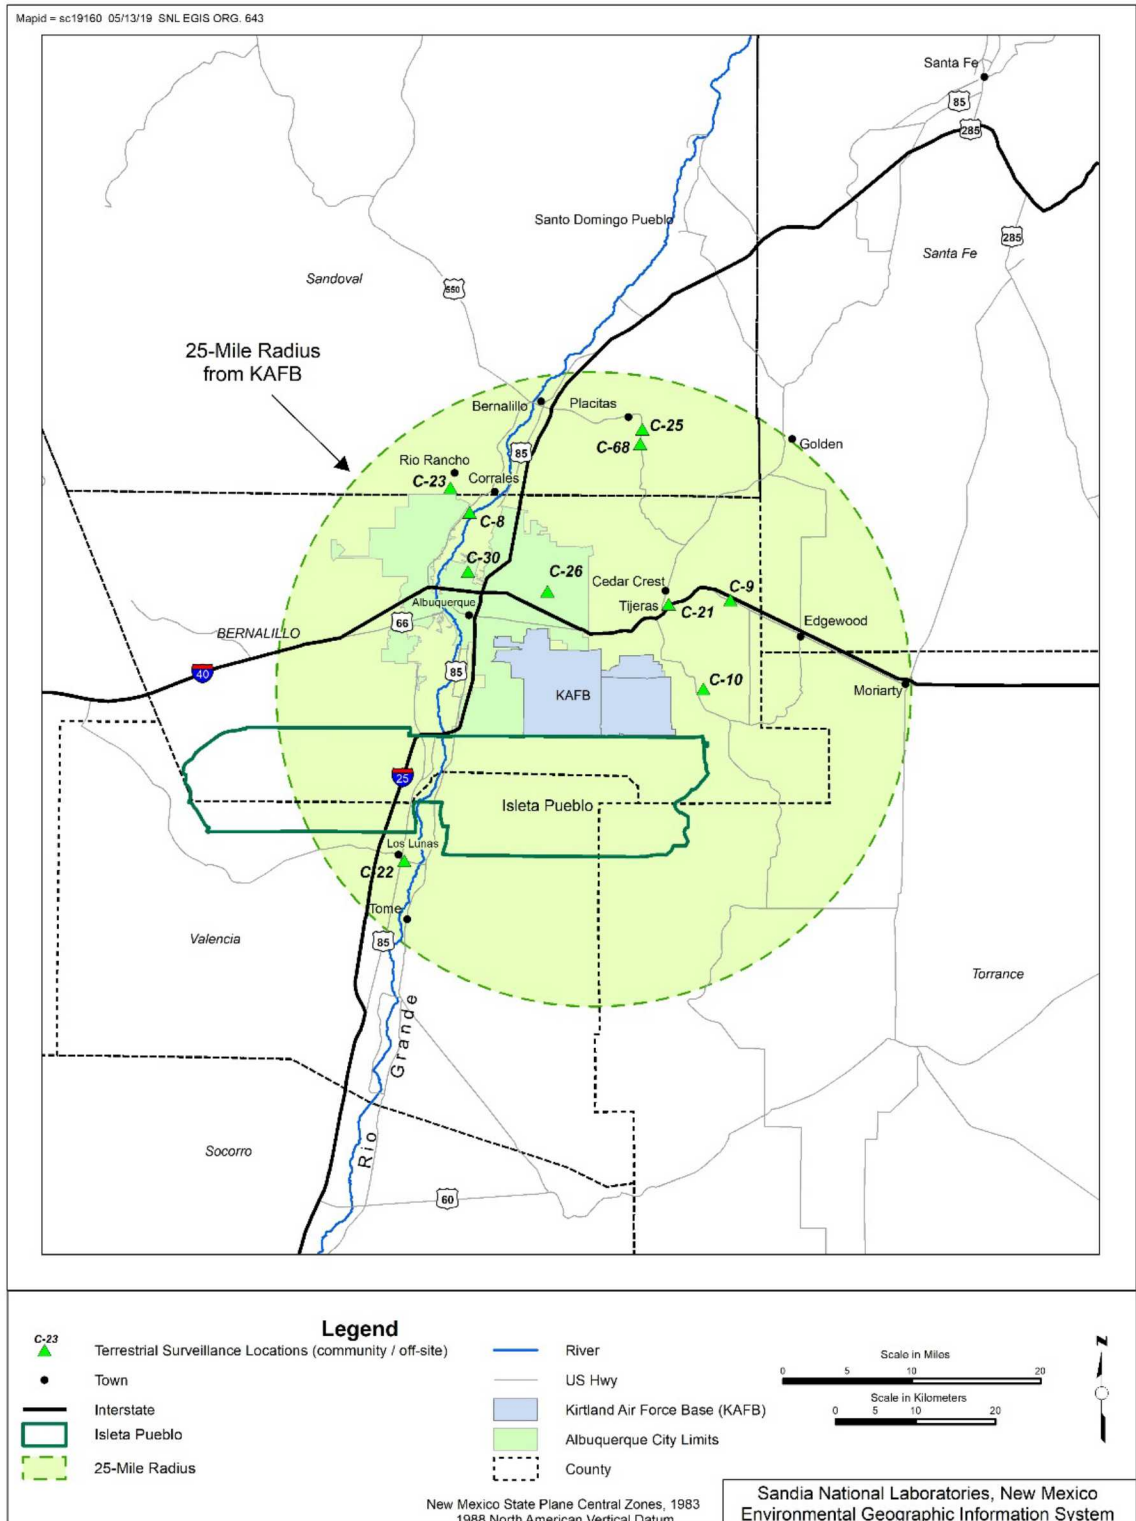 Mapid = sc19160 05/13/19 SNL EGIS ORG. 643
Santa Fe
85
285
Santo Domingo Pueblo
285
Santa Fe
Sandoval
550
25-Mile Radius
from KAFB
Bernalillo
Placitas
C-25
C-68
Golden
85
Rio Rancho
C-23
Corrales
C-8
C-30
C-26
Cedar Crest
C-9
Albuquerque
Tijeras
C-21
66
Edgewood
BERNALILLO
40
85
C-10
KAFB
Moriarty
25
Isleta Pueblo
Los Lunas
C-22
Tome
85
Valencia
Torrance
Rio Grande
Socorro
60
Legend
C-23
Terrestrial Surveillance Locations (community / off-site)
Town
Interstate
Isleta Pueblo
25-Mile Radius
River
US Hwy
Kirtland Air Force Base (KAFB)
Albuquerque City Limits
County
Scale in Miles
0 5 10 20
Scale in Kilometers
0 5 10 20
N
New Mexico State Plane Central Zones, 1983
1988 North American Vertical Datum
Sandia National Laboratories, New Mexico
Environmental Geographic Information System